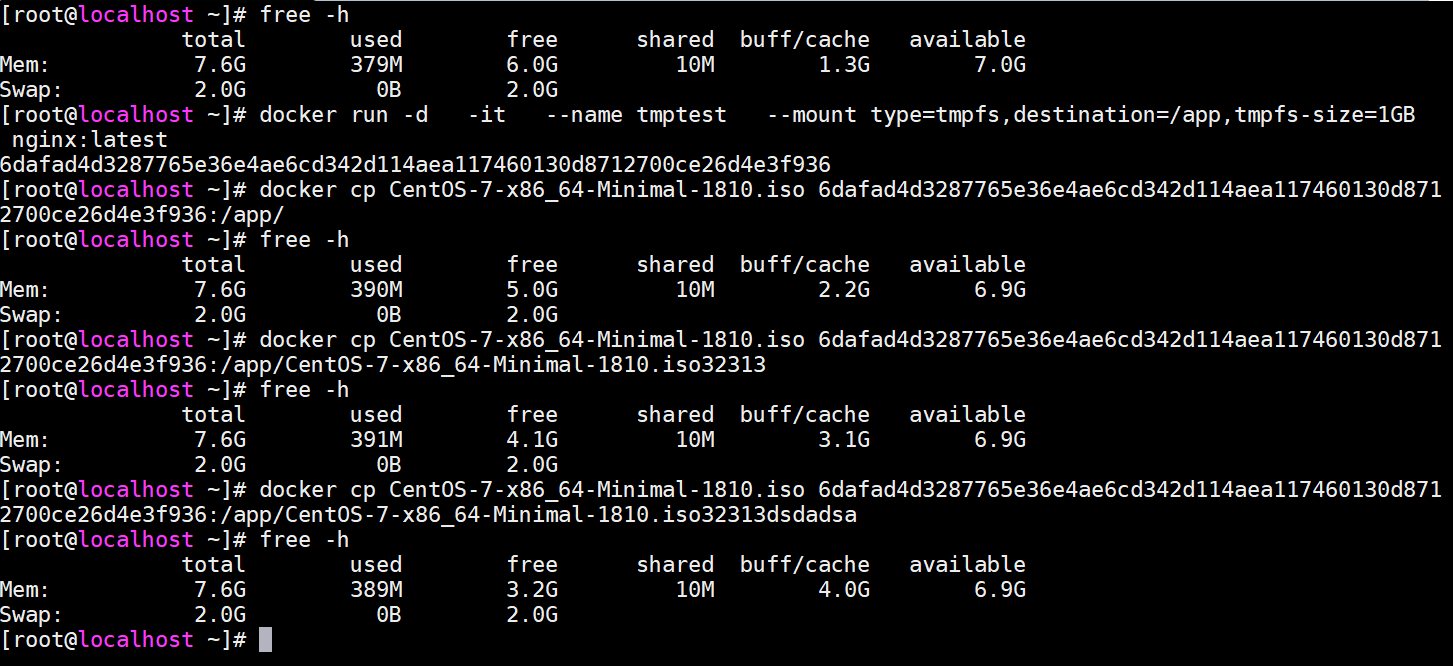 [root@localhost ~]# free -h
              total        used        free      shared  buff/cache   available
Mem:           7.6G        379M        6.0G         10M        1.3G        7.0G
Swap:          2.0G          0B        2.0G
[root@localhost ~]# docker run -d   -it   --name tmptest   --mount type=tmpfs,destination=/app,tmpfs-size=1GB
 nginx:latest
6dafad4d3287765e36e4ae6cd342d114aea117460130d8712700ce26d4e3f936
[root@localhost ~]# docker cp CentOS-7-x86_64-Minimal-1810.iso 6dafad4d3287765e36e4ae6cd342d114aea117460130d871
2700ce26d4e3f936:/app/
[root@localhost ~]# free -h
              total        used        free      shared  buff/cache   available
Mem:           7.6G        390M        5.0G         10M        2.2G        6.9G
Swap:          2.0G          0B        2.0G
[root@localhost ~]# docker cp CentOS-7-x86_64-Minimal-1810.iso 6dafad4d3287765e36e4ae6cd342d114aea117460130d871
2700ce26d4e3f936:/app/CentOS-7-x86_64-Minimal-1810.iso32313
[root@localhost ~]# free -h
              total        used        free      shared  buff/cache   available
Mem:           7.6G        391M        4.1G         10M        3.1G        6.9G
Swap:          2.0G          0B        2.0G
[root@localhost ~]# docker cp CentOS-7-x86_64-Minimal-1810.iso 6dafad4d3287765e36e4ae6cd342d114aea117460130d871
2700ce26d4e3f936:/app/CentOS-7-x86_64-Minimal-1810.iso32313dsdadsa
[root@localhost ~]# free -h
              total        used        free      shared  buff/cache   available
Mem:           7.6G        389M        3.2G         10M        4.0G        6.9G
Swap:          2.0G          0B        2.0G
[root@localhost ~]#